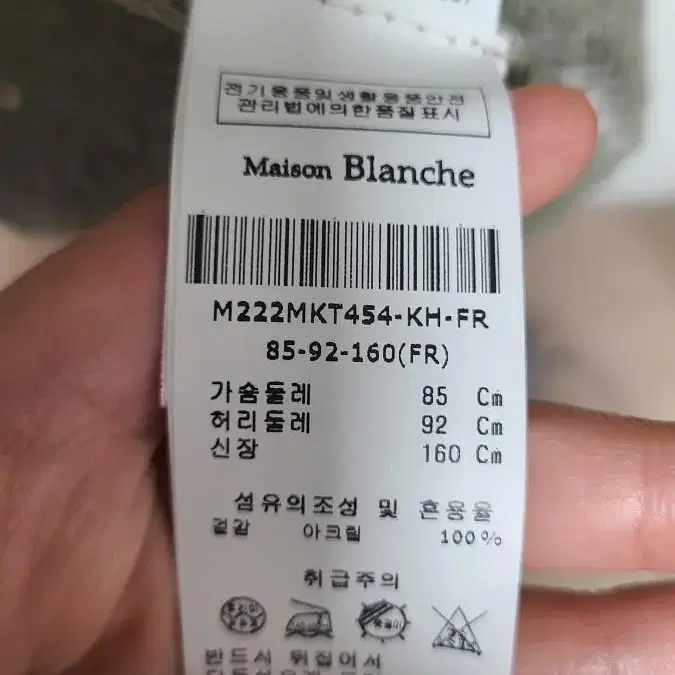 전기용품및생활용품안전
관리법에의한품질표시
Maison Blanche
M222MKT454-KH-FR
85-92-160(FR)
가슴둘레 85 Cm
허리둘레 92 Cm
신장 160 Cm
섬유의조성 및 혼용율
겉감 아크릴 100%
취급주의
반드시 뒤집어서